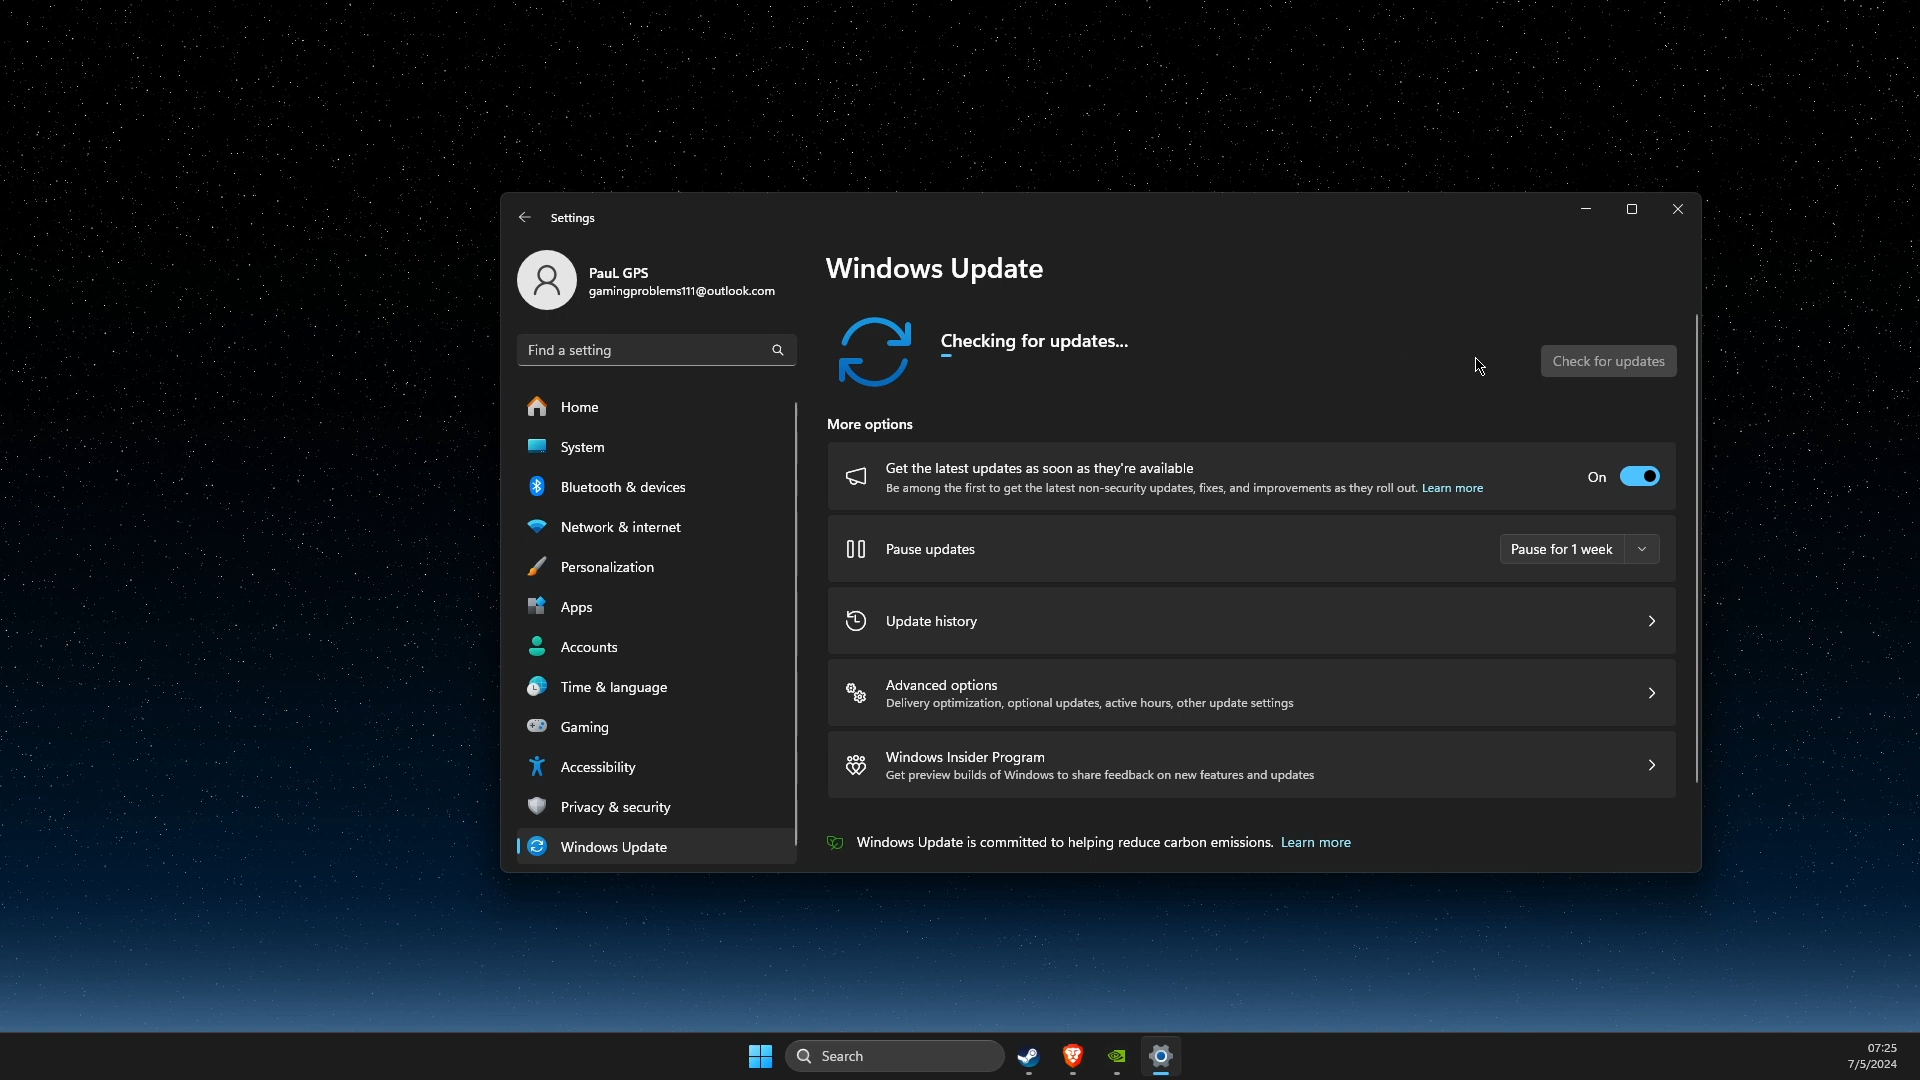 Settings
PauL GPS
gamingproblems111@outlook.com
Find a setting
Home
System
Bluetooth & devices
Network & internet
Personalization
Apps
Accounts
Time & language
Gaming
Accessibility
Privacy & security
Windows Update
Windows Update
Checking for updates...
Check for updates
More options
Get the latest updates as soon as they're available
Be among the first to get the latest non-security updates, fixes, and improvements as they roll out. Learn more
On
Pause updates
Pause for 1 week
Update history
Advanced options
Delivery optimization, optional updates, active hours, other update settings
Windows Insider Program
Get preview builds of Windows to share feedback on new features and updates
Windows Update is committed to helping reduce carbon emissions. Learn more
Search
07:25
7/5/2024